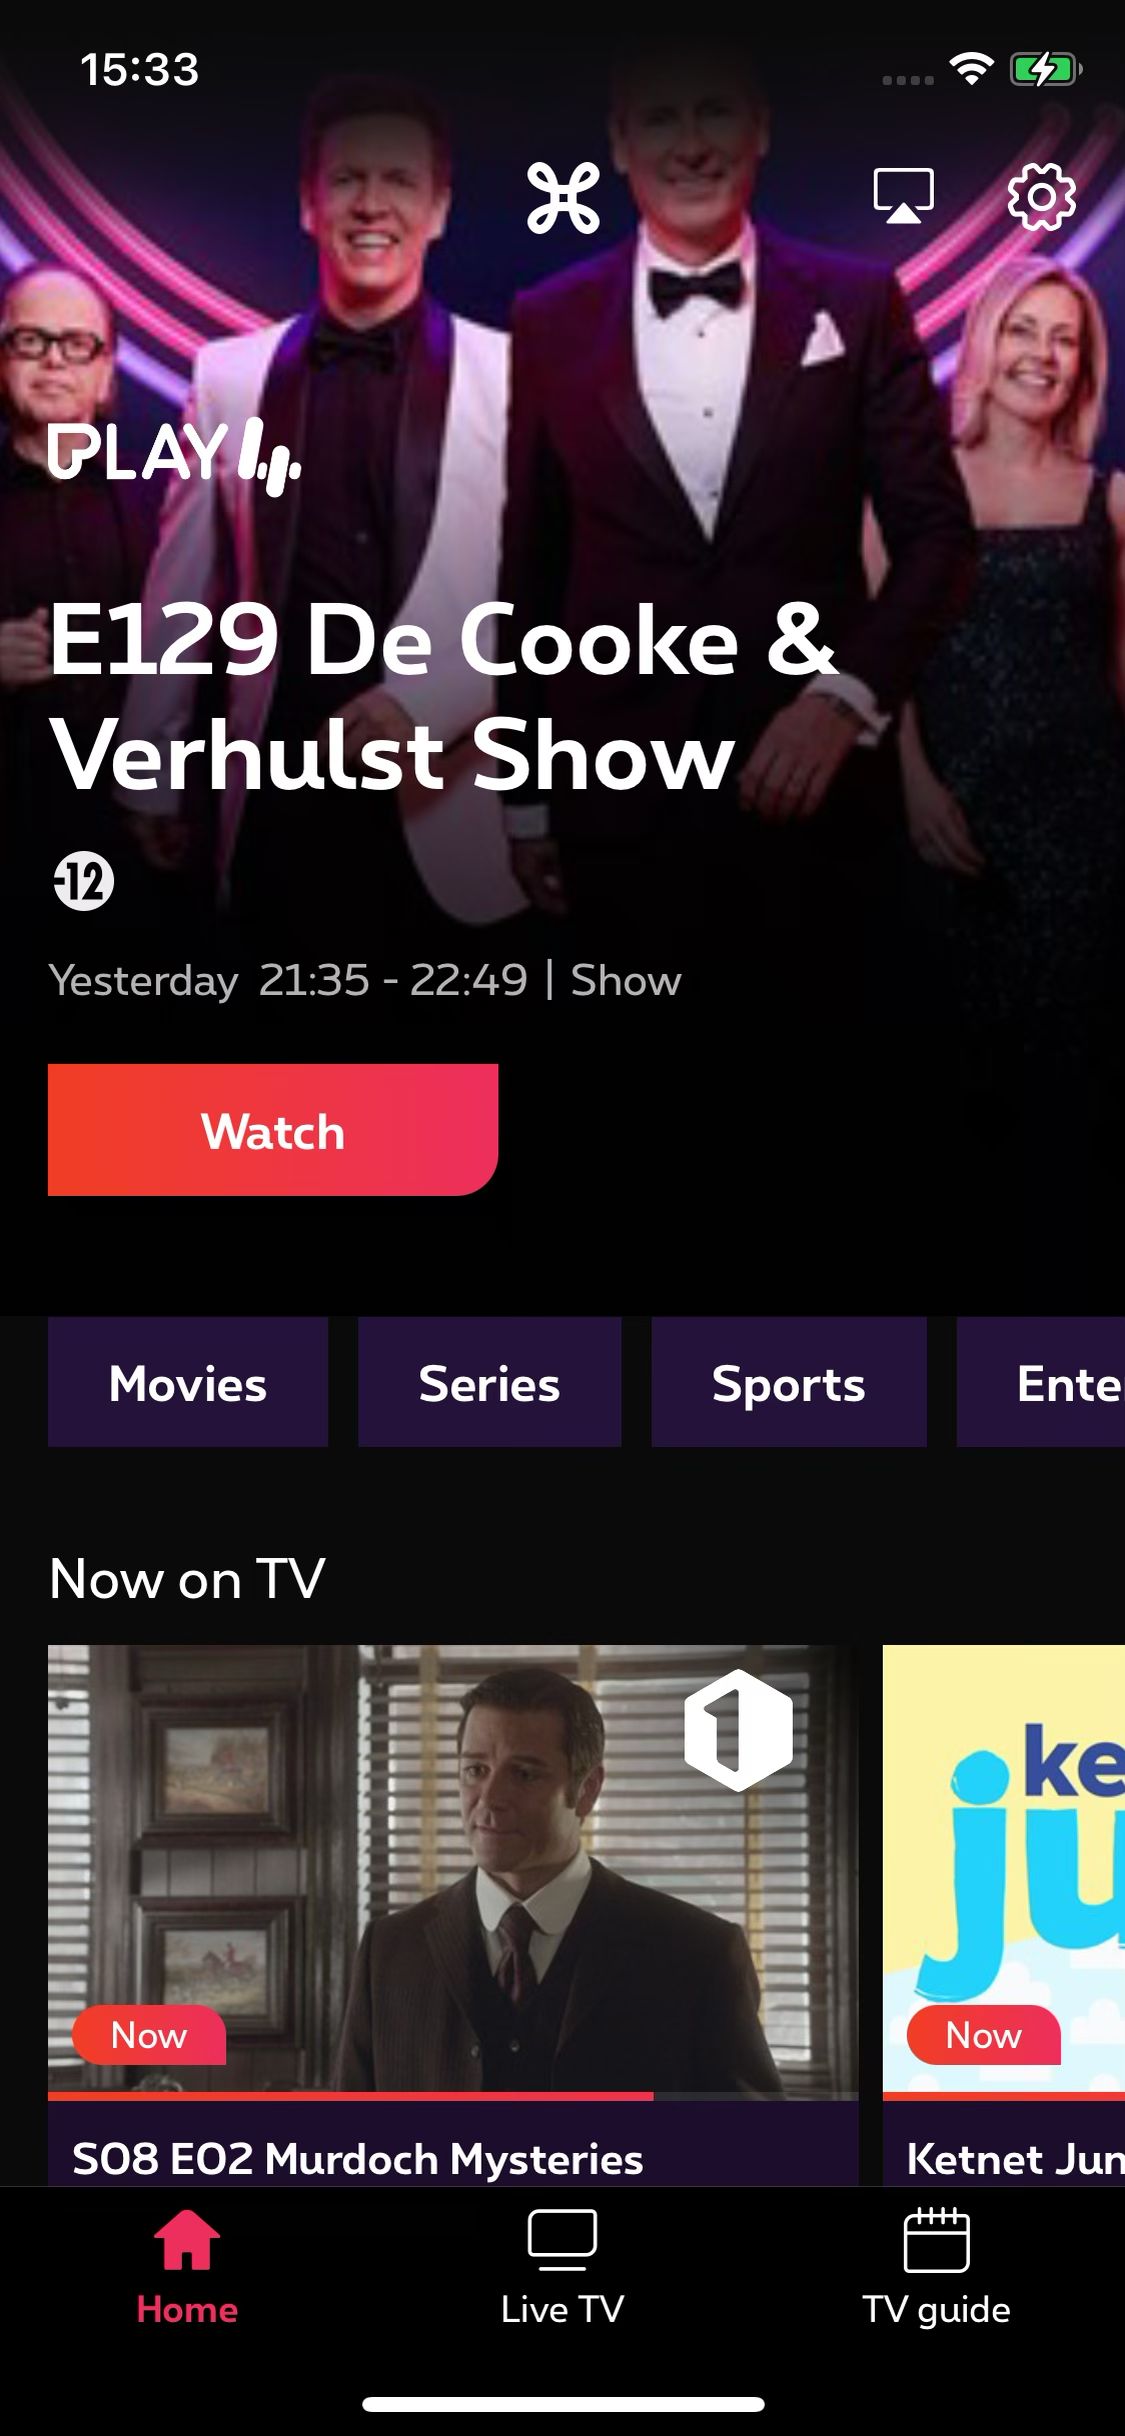 15:33
PLAY4
E129 De Cooke &
Verhulst Show
-12
Yesterday 21:35 - 22:49 | Show
Watch
Movies
Series
Sports
Ente
Now on TV
1
ke
ju
Now
Now
S08 E02 Murdoch Mysteries
Ketnet Jun
Home
Live TV
TV guide